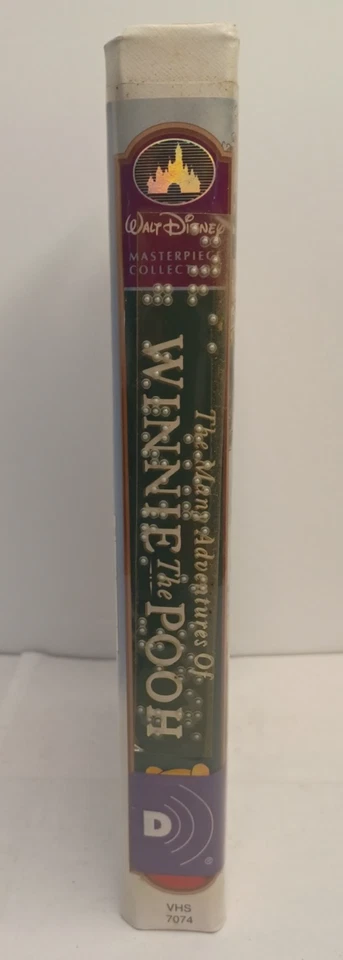 WALT DISNEY
MASTERPIECE
COLLECTION
The Many Adventures Of
WINNIE The POOH
D
®
VHS
7074